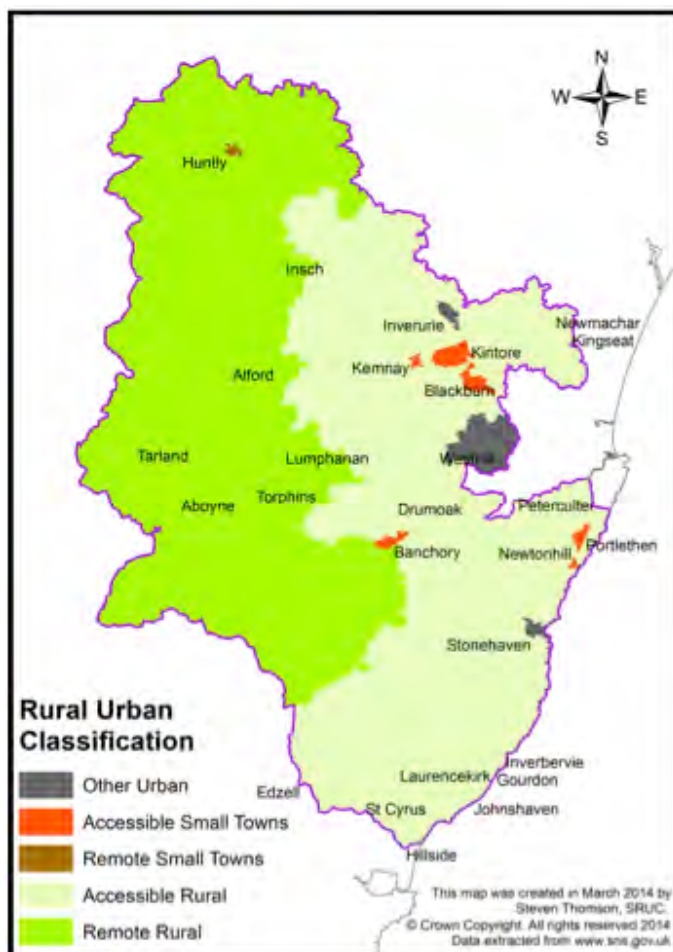 N
W E
S
Huntly
Insch
Inverurie
Newmachar
Kingseat
Kintore
Kemnay
Blackburn
Alford
Tarland
Lumphanan
Westhill
Torphins
Aboyne
Drumoak
Peterculter
Banchory
Newtonhill
Portlethen
Stonehaven
Rural Urban
Classification
Other Urban
Accessible Small Towns
Remote Small Towns
Accessible Rural
Remote Rural
Edzell
Laurencekirk
Inverbervie
Gourdon
St Cyrus
Johnshaven
Hillside
This map was created in March 2014 by
Steven Thomson, SRUC.
© Crown Copyright. All rights reserved 2014
Data extracted from www.sns.gov.uk